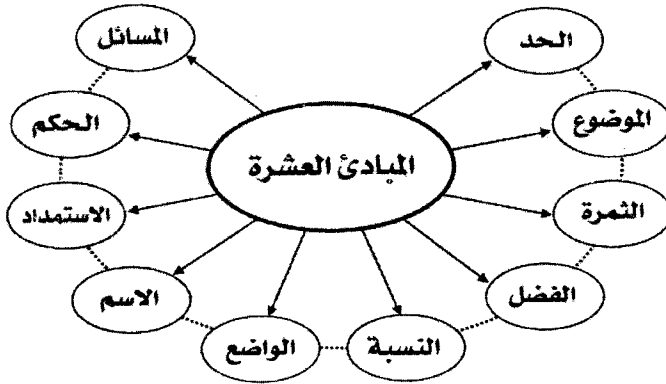 المبادئ العشرة
الحد
الموضوع
الثمرة
الفضل
النسبة
الواضع
الاسم
الاستمداد
الحكم
المسائل